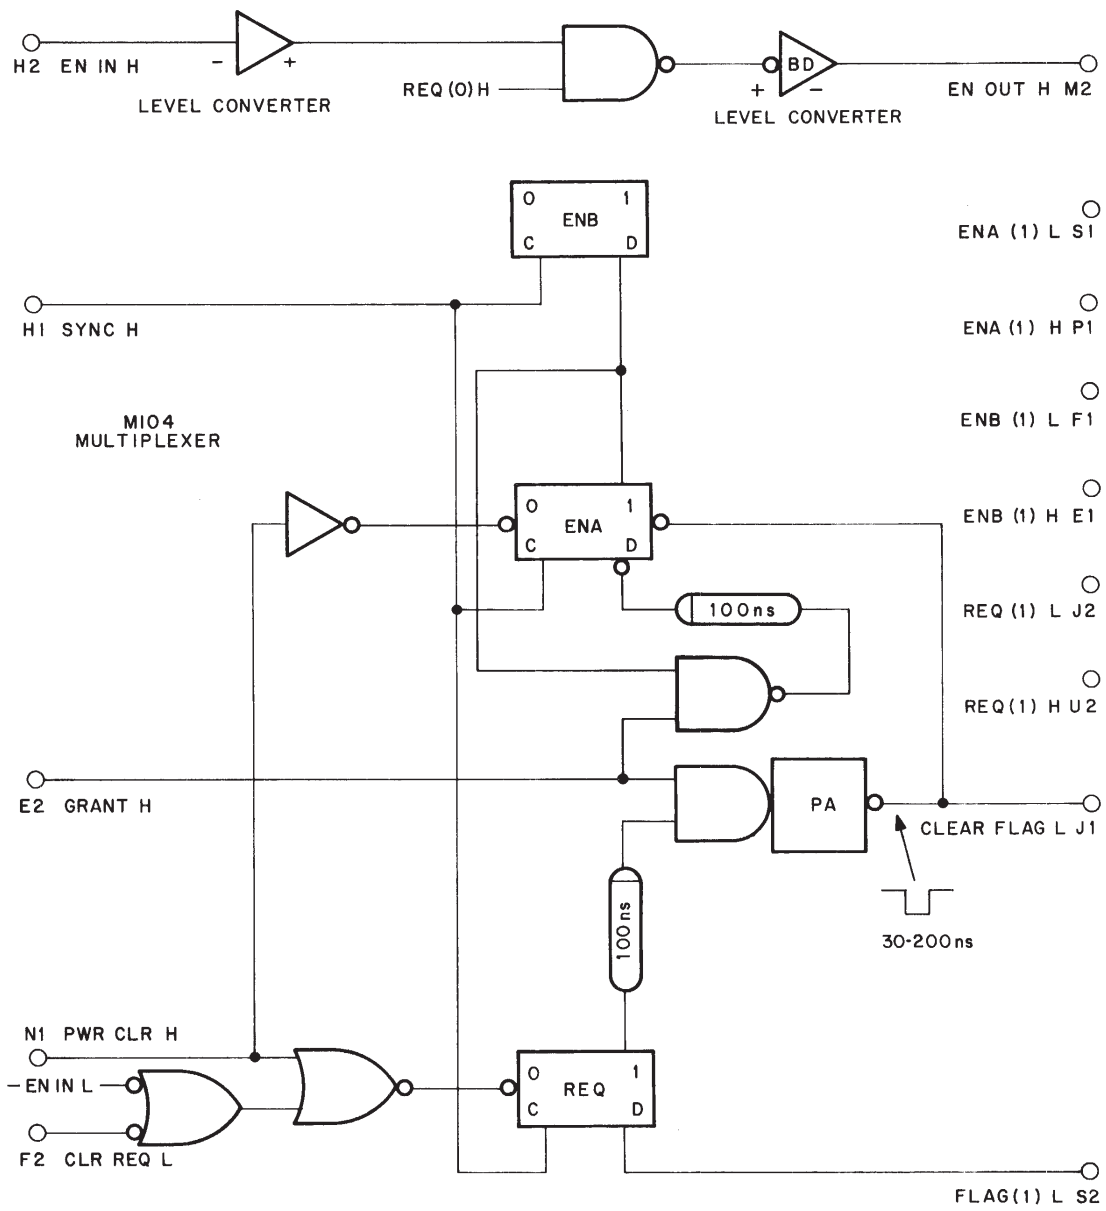 H2 EN IN H
- +
LEVEL CONVERTER
REQ (0) H
BD
+ -
LEVEL CONVERTER
EN OUT H M2
0 1
ENB
C D
ENA (1) L S1
H1 SYNC H
ENA (1) H P1
M104
MULTIPLEXER
ENB (1) L F1
0 1
ENA
C D
ENB (1) H E1
100ns
REQ (1) L J2
REQ (1) H U2
E2 GRANT H
PA
CLEAR FLAG L J1
100ns
30-200ns
N1 PWR CLR H
-EN IN L
F2 CLR REQ L
0 1
REQ
C D
FLAG(1) L S2